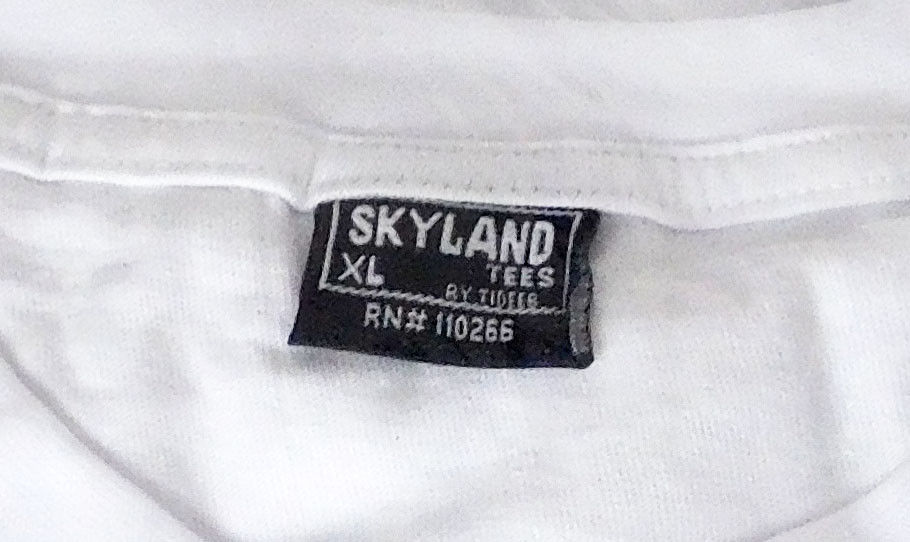 SKYLAND
XL TEES
BY
RN# 110266